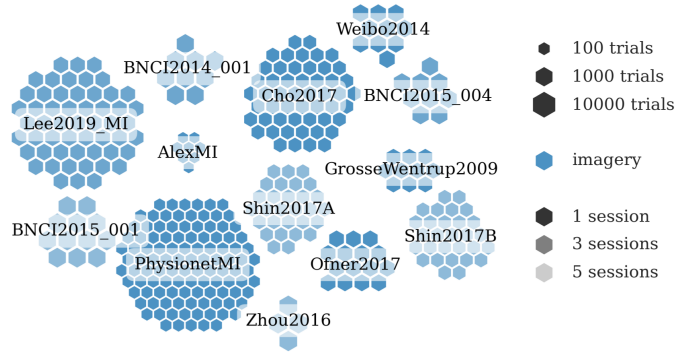 Weibo2014
BNCI2014_001
Cho2017
BNCI2015_004
Lee2019_MI
AlexMI
GrosseWentrup2009
Shin2017A
BNCI2015_001
Shin2017B
PhysionetMI
Ofner2017
Zhou2016
100 trials
1000 trials
10000 trials
imagery
1 session
3 sessions
5 sessions